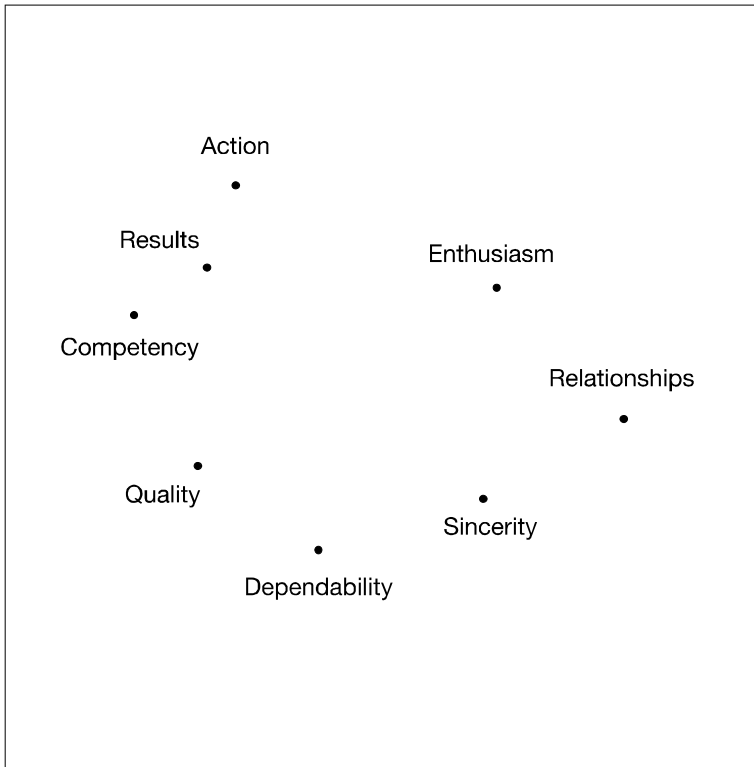 Action
Results
Enthusiasm
Competency
Relationships
Quality
Sincerity
Dependability